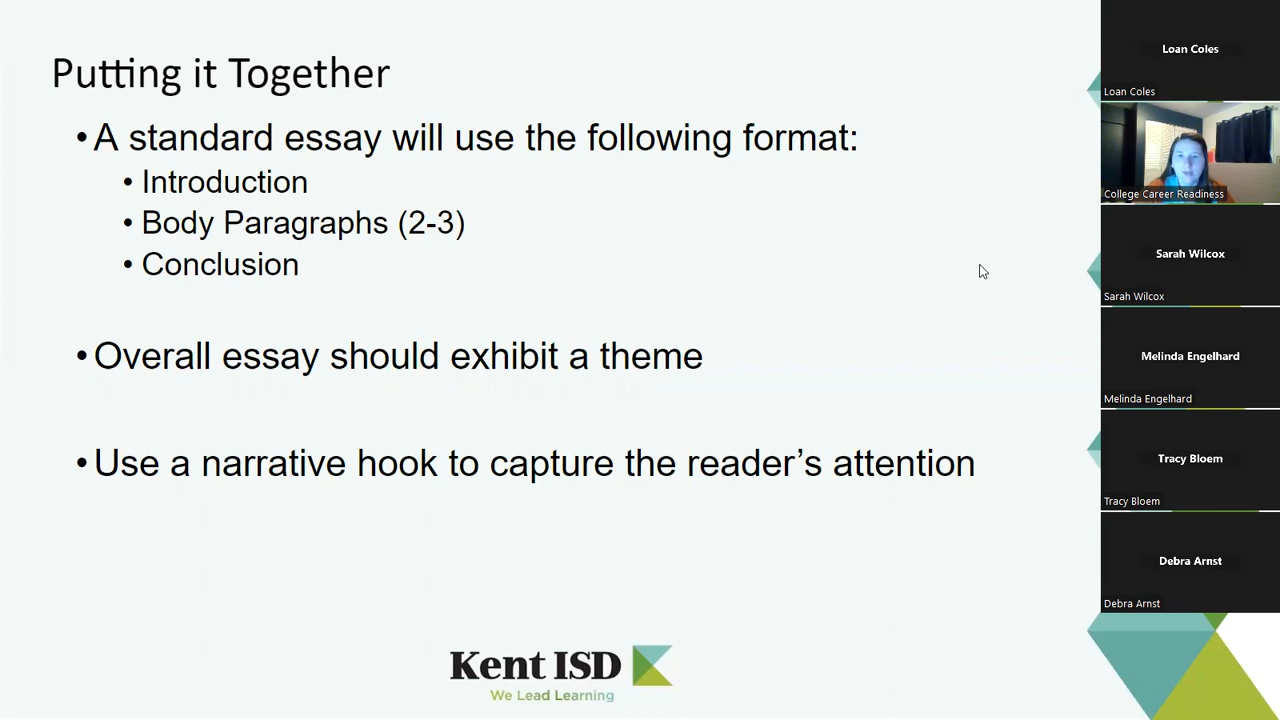 Putting it Together
• A standard essay will use the following format:
• Introduction
• Body Paragraphs (2-3)
• Conclusion
• Overall essay should exhibit a theme
• Use a narrative hook to capture the reader’s attention
Kent ISD
We Lead Learning
Loan Coles
Loan Coles
College Career Readiness
Sarah Wilcox
Sarah Wilcox
Melinda Engelhard
Melinda Engelhard
Tracy Bloem
Tracy Bloem
Debra Arnst
Debra Arnst